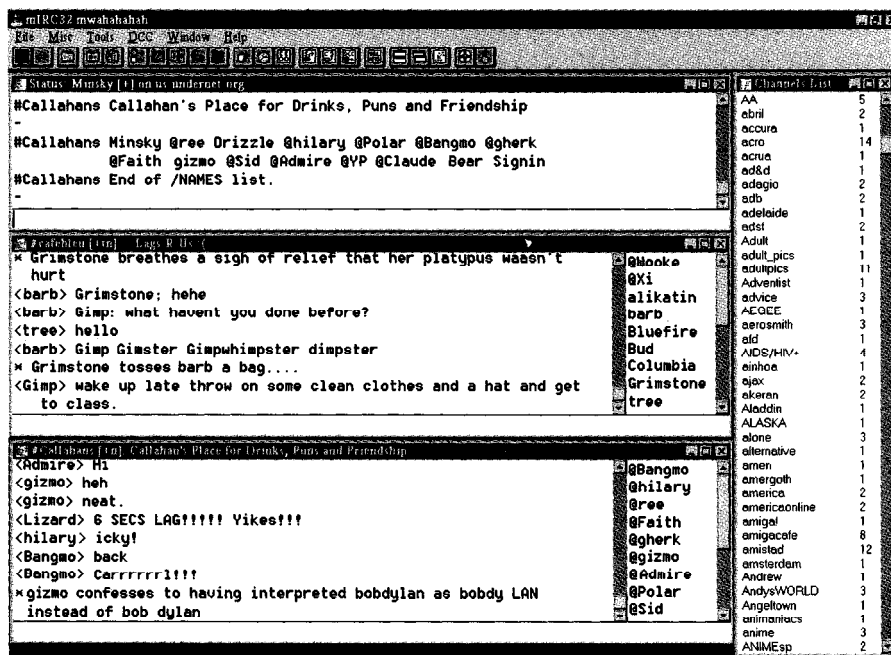 mIRC32 mwahahahah
File Misc Tools DCC Window Help
Status: Minsky [+] on us undernet org
#Callahans Callahan's Place for Drinks, Puns and Friendship
-
#Callahans Minsky @ree Drizzle @hilary @Polar @Bangmo @gherk
@Faith gizmo @Sid @Admire @YP @Claude Bear Signin
#Callahans End of /NAMES list.
-
#cafebleu [+tn] Lags R Us :(
* Grimstone breathes a sigh of relief that her platypus waasn't
hurt
<barb> Grimstone; hehe
<barb> Gimp: what havent you done before?
<tree> hello
<barb> Gimp Gimster Gimpwhimpster dimpster
* Grimstone tosses barb a bag....
<Gimp> wake up late throw on some clean clothes and a hat and get
to class.
@Wooke
@Xi
alikatin
barb
Bluefire
Bud
Columbia
Grimstone
tree
#Callahans [+n] Callahan's Place for Drinks, Puns and Friendship
<Admire> Hi
<gizmo> heh
<gizmo> neat.
<Lizard> 6 SECS LAG!!!!! Yikes!!!
<hilary> icky!
<Bangmo> back
<Bangmo> Carrrrrrl!!!
* gizmo confesses to having interpreted bobdylan as bobdy LAN
instead of bob dylan
@Bangmo
@hilary
@ree
@Faith
@gherk
@gizmo
@Admire
@Polar
@Sid
Channels List
AA 5
abril 2
accura 1
acro 14
acrua 1
ad&d 1
adagio 2
adb 2
adelaide 1
adst 2
Adult 1
adult_pics 1
adultpics 11
Adventist 1
advice 3
AEGEE 1
aerosmith 3
afd 1
AIDS/HIV+ 4
ainhoa 1
ajax 2
akeran 2
Aladdin 1
ALASKA 1
alone 3
alternative 1
amen 1
amergoth 1
america 2
americaonline 2
amiga! 1
amigacafe 8
amistad 12
amsterdam 1
Andrew 1
AndysWORLD 3
Angeltown 1
animaniacs 1
anime 3
ANIMEsp 2